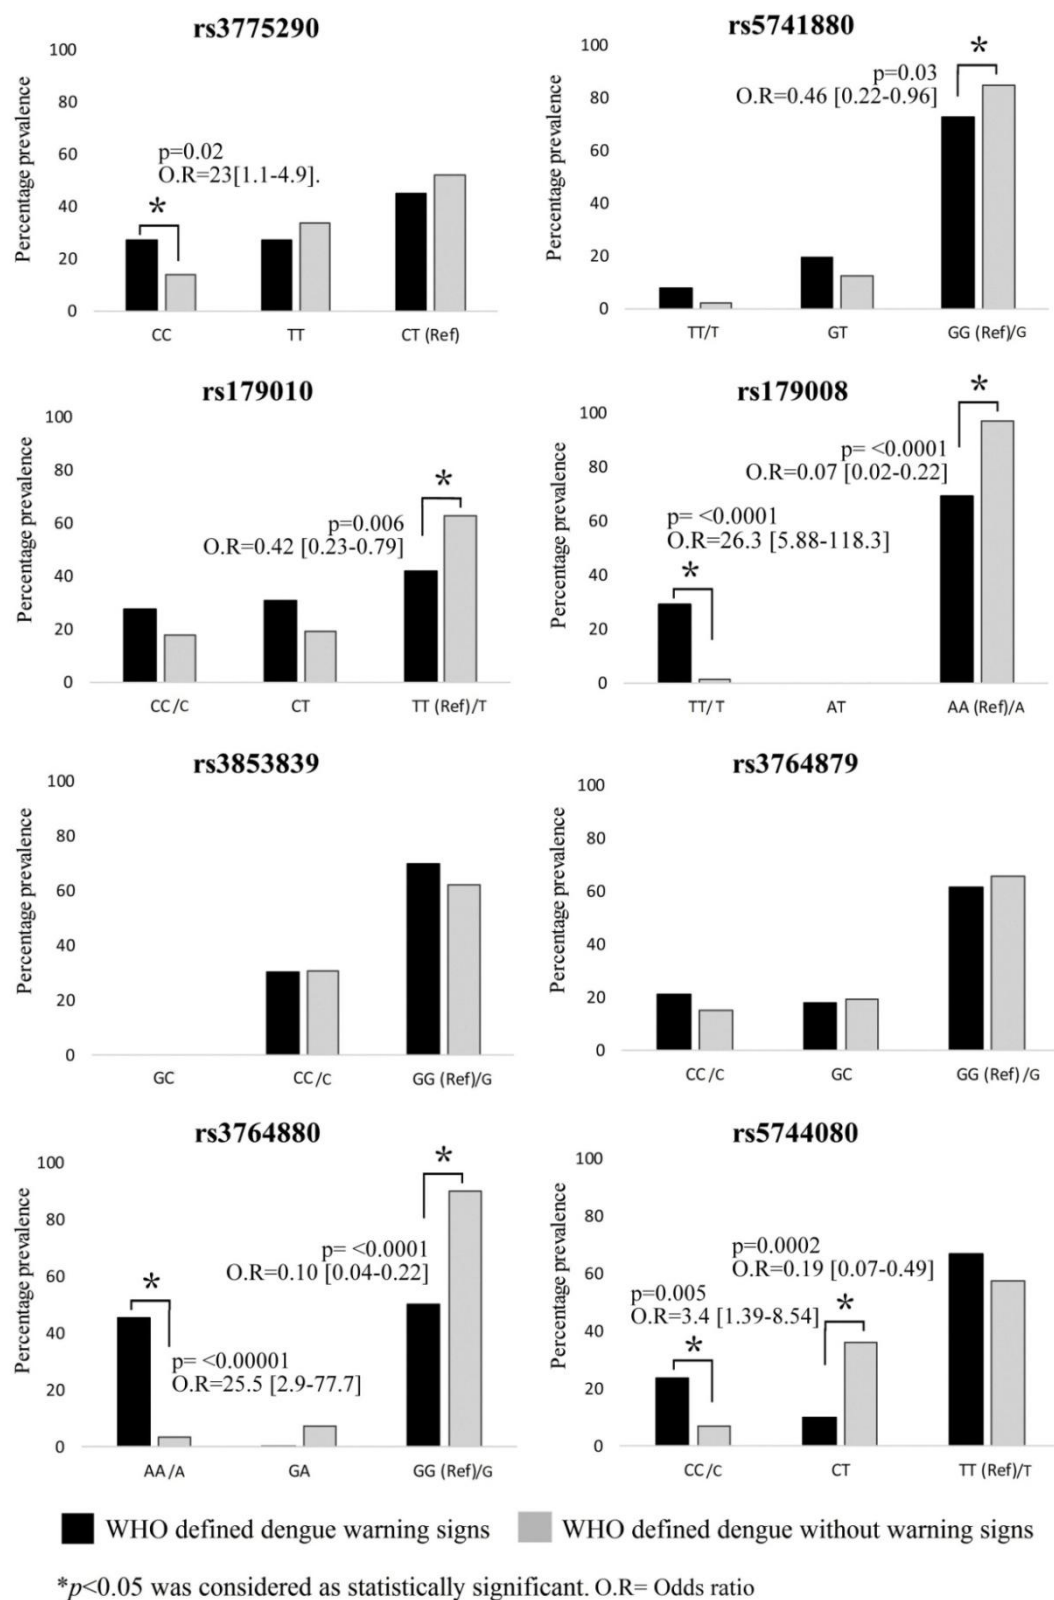 rs3775290
Percentage prevalence
100
80
60
40
20
0
p=0.02
O.R=23[1.1-4.9].
*
CC
TT
CT (Ref)
rs5741880
Percentage prevalence
100
80
60
40
20
0
p=0.03
O.R=0.46 [0.22-0.96]
*
TT/T
GT
GG (Ref)/G
rs179010
Percentage prevalence
100
80
60
40
20
0
p=0.006
O.R=0.42 [0.23-0.79]
*
CC/C
CT
TT (Ref)/T
rs179008
Percentage prevalence
100
80
60
40
20
0
p= <0.0001
O.R=0.07 [0.02-0.22]
*
p= <0.0001
O.R=26.3 [5.88-118.3]
*
TT/T
AT
AA (Ref)/A
rs3853839
Percentage prevalence
100
80
60
40
20
0
GC
CC/C
GG (Ref)/G
rs3764879
Percentage prevalence
100
80
60
40
20
0
CC/C
GC
GG (Ref)/G
rs3764880
Percentage prevalence
100
80
60
40
20
0
*
p= <0.0001
O.R=0.10 [0.04-0.22]
*
p= <0.00001
O.R=25.5 [2.9-77.7]
AA/A
GA
GG (Ref)/G
rs5744080
Percentage prevalence
100
80
60
40
20
0
p=0.0002
O.R=0.19 [0.07-0.49]
*
p=0.005
O.R=3.4 [1.39-8.54]
*
CC/C
CT
TT (Ref)/T
WHO defined dengue warning signs
WHO defined dengue without warning signs
*p<0.05 was considered as statistically significant. O.R= Odds ratio